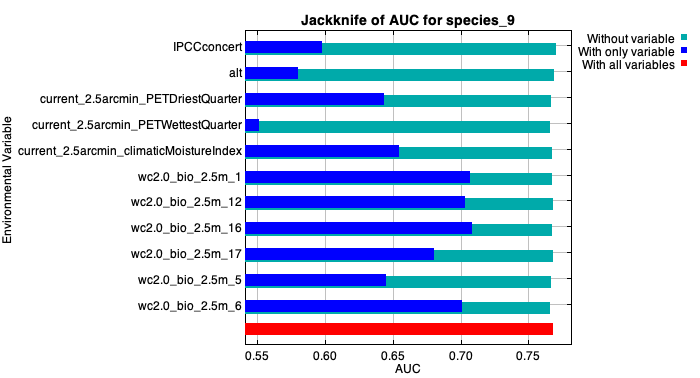 Jackknife of AUC for species_9
Without variable
With only variable
With all variables
Environmental Variable
IPCCconcert
alt
current_2.5arcmin_PETDriestQuarter
current_2.5arcmin_PETWettestQuarter
current_2.5arcmin_climaticMoistureIndex
wc2.0_bio_2.5m_1
wc2.0_bio_2.5m_12
wc2.0_bio_2.5m_16
wc2.0_bio_2.5m_17
wc2.0_bio_2.5m_5
wc2.0_bio_2.5m_6
0.55 0.60 0.65 0.70 0.75
AUC